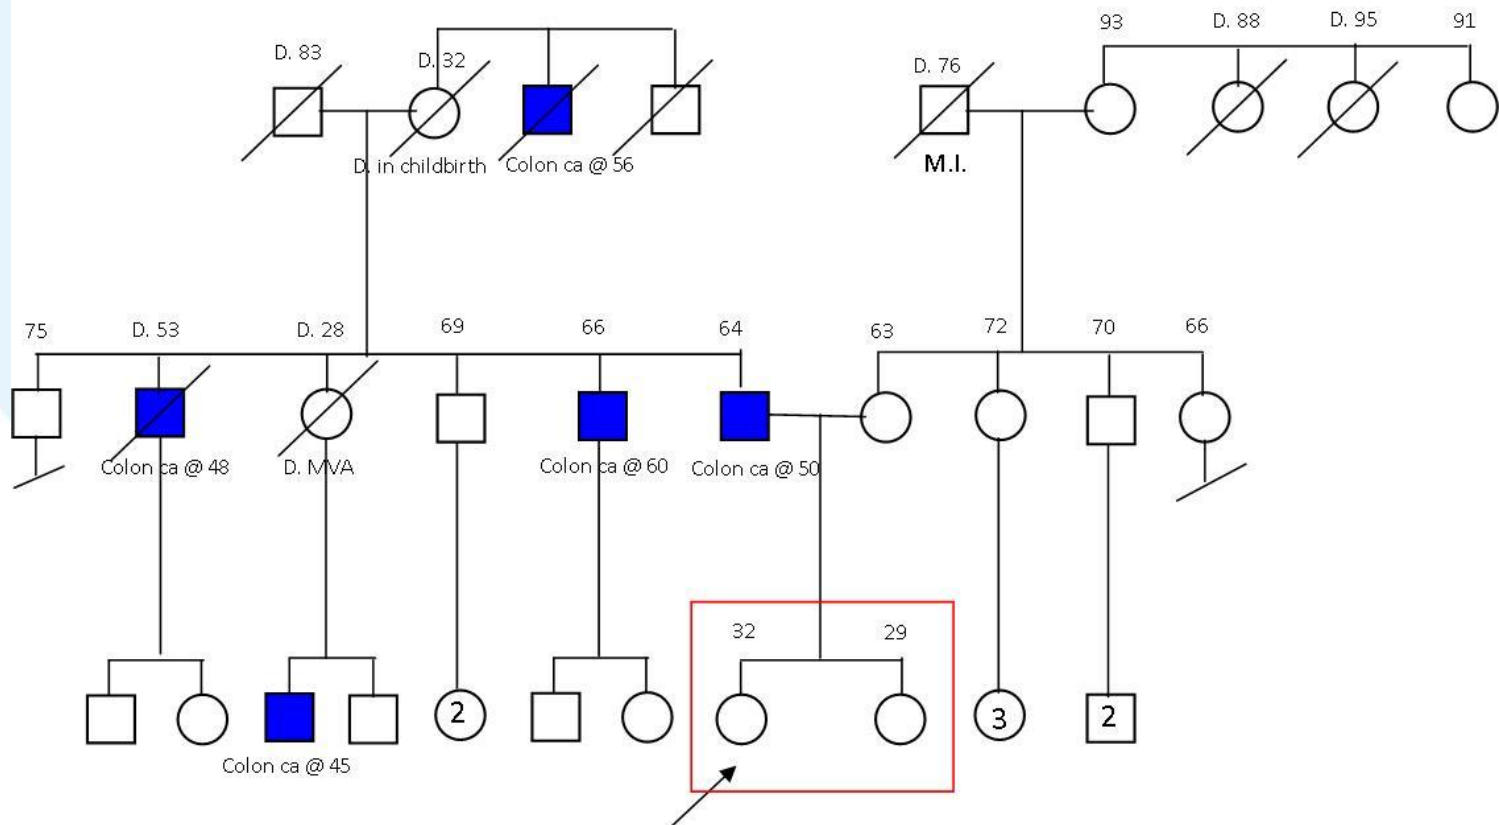 93
D. 88
D. 95
91
D. 83
D. 32
D. 76
D. in childbirth
Colon ca @ 56
M.I.
75
D. 53
D. 28
69
66
64
63
72
70
66
Colon ca @ 48
D. MVA
Colon ca @ 60
Colon ca @ 50
32
29
2
3
2
Colon ca @ 45